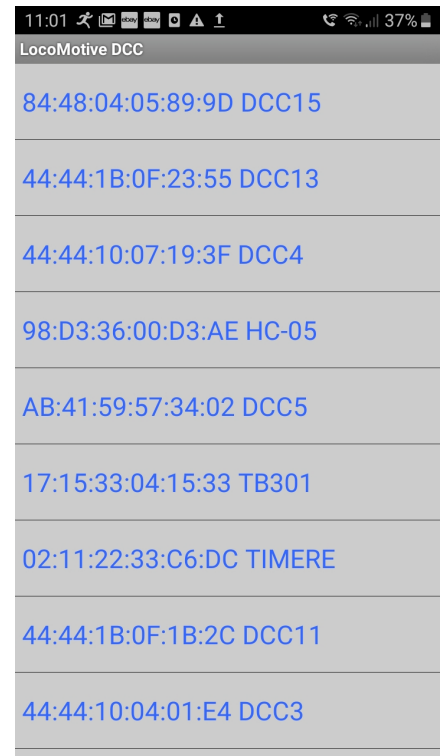 11:01 ebay ebay 37%
LocoMotive DCC
84:48:04:05:89:9D DCC15
44:44:1B:0F:23:55 DCC13
44:44:10:07:19:3F DCC4
98:D3:36:00:D3:AE HC-05
AB:41:59:57:34:02 DCC5
17:15:33:04:15:33 TB301
02:11:22:33:C6:DC TIMERE
44:44:1B:0F:1B:2C DCC11
44:44:10:04:01:E4 DCC3